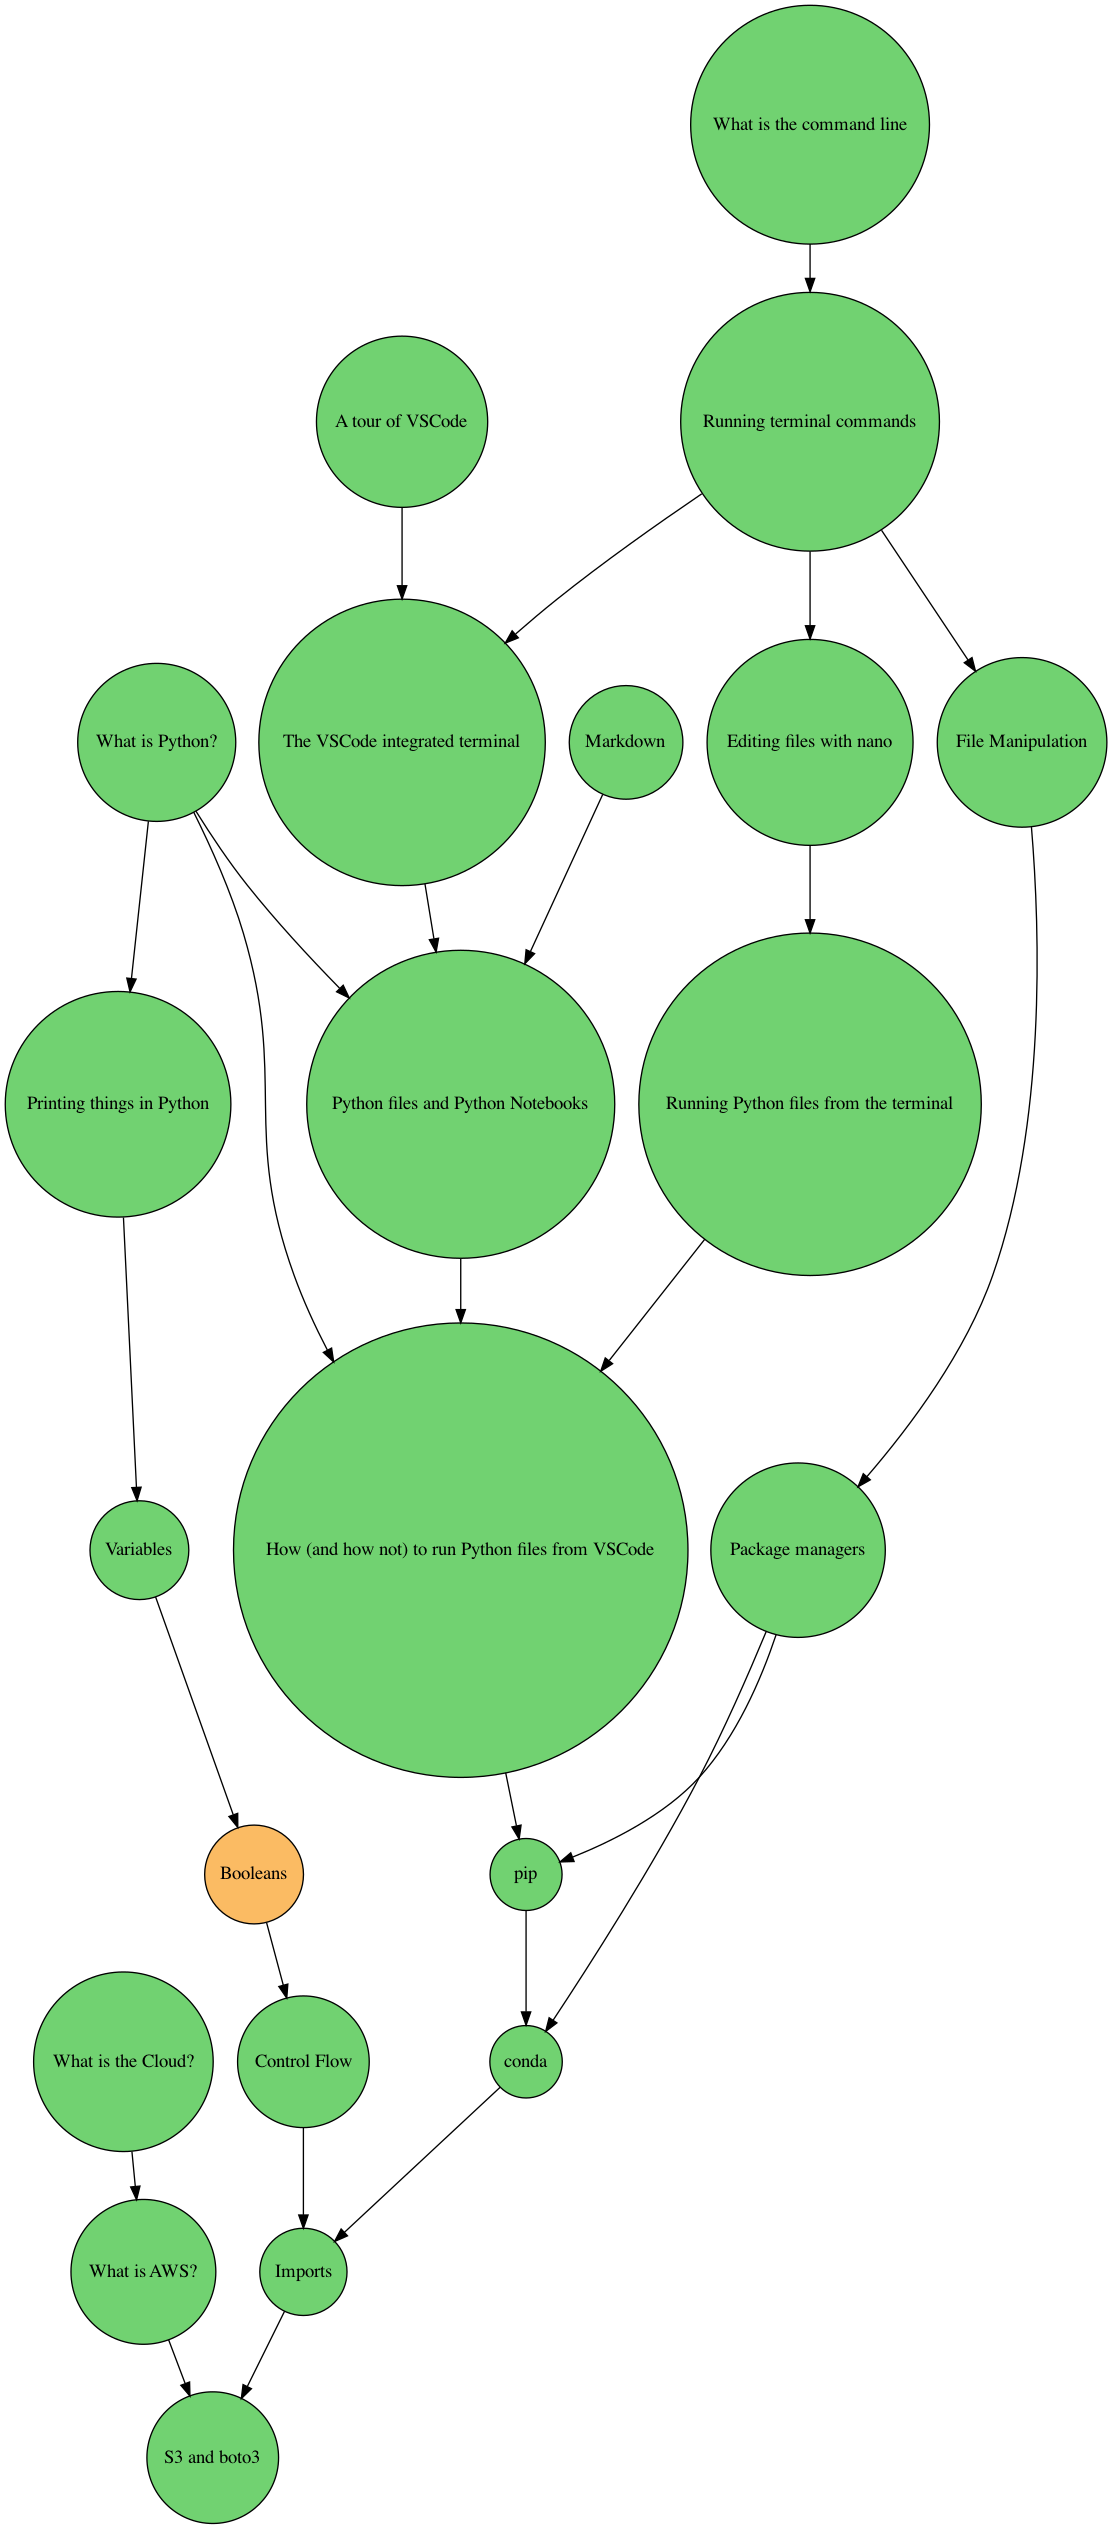 What is the command line
A tour of VSCode
Running terminal commands
What is Python?
The VSCode integrated terminal
Markdown
Editing files with nano
File Manipulation
Printing things in Python
Python files and Python Notebooks
Running Python files from the terminal
Variables
How (and how not) to run Python files from VSCode
Package managers
Booleans
pip
What is the Cloud?
Control Flow
conda
What is AWS?
Imports
S3 and boto3